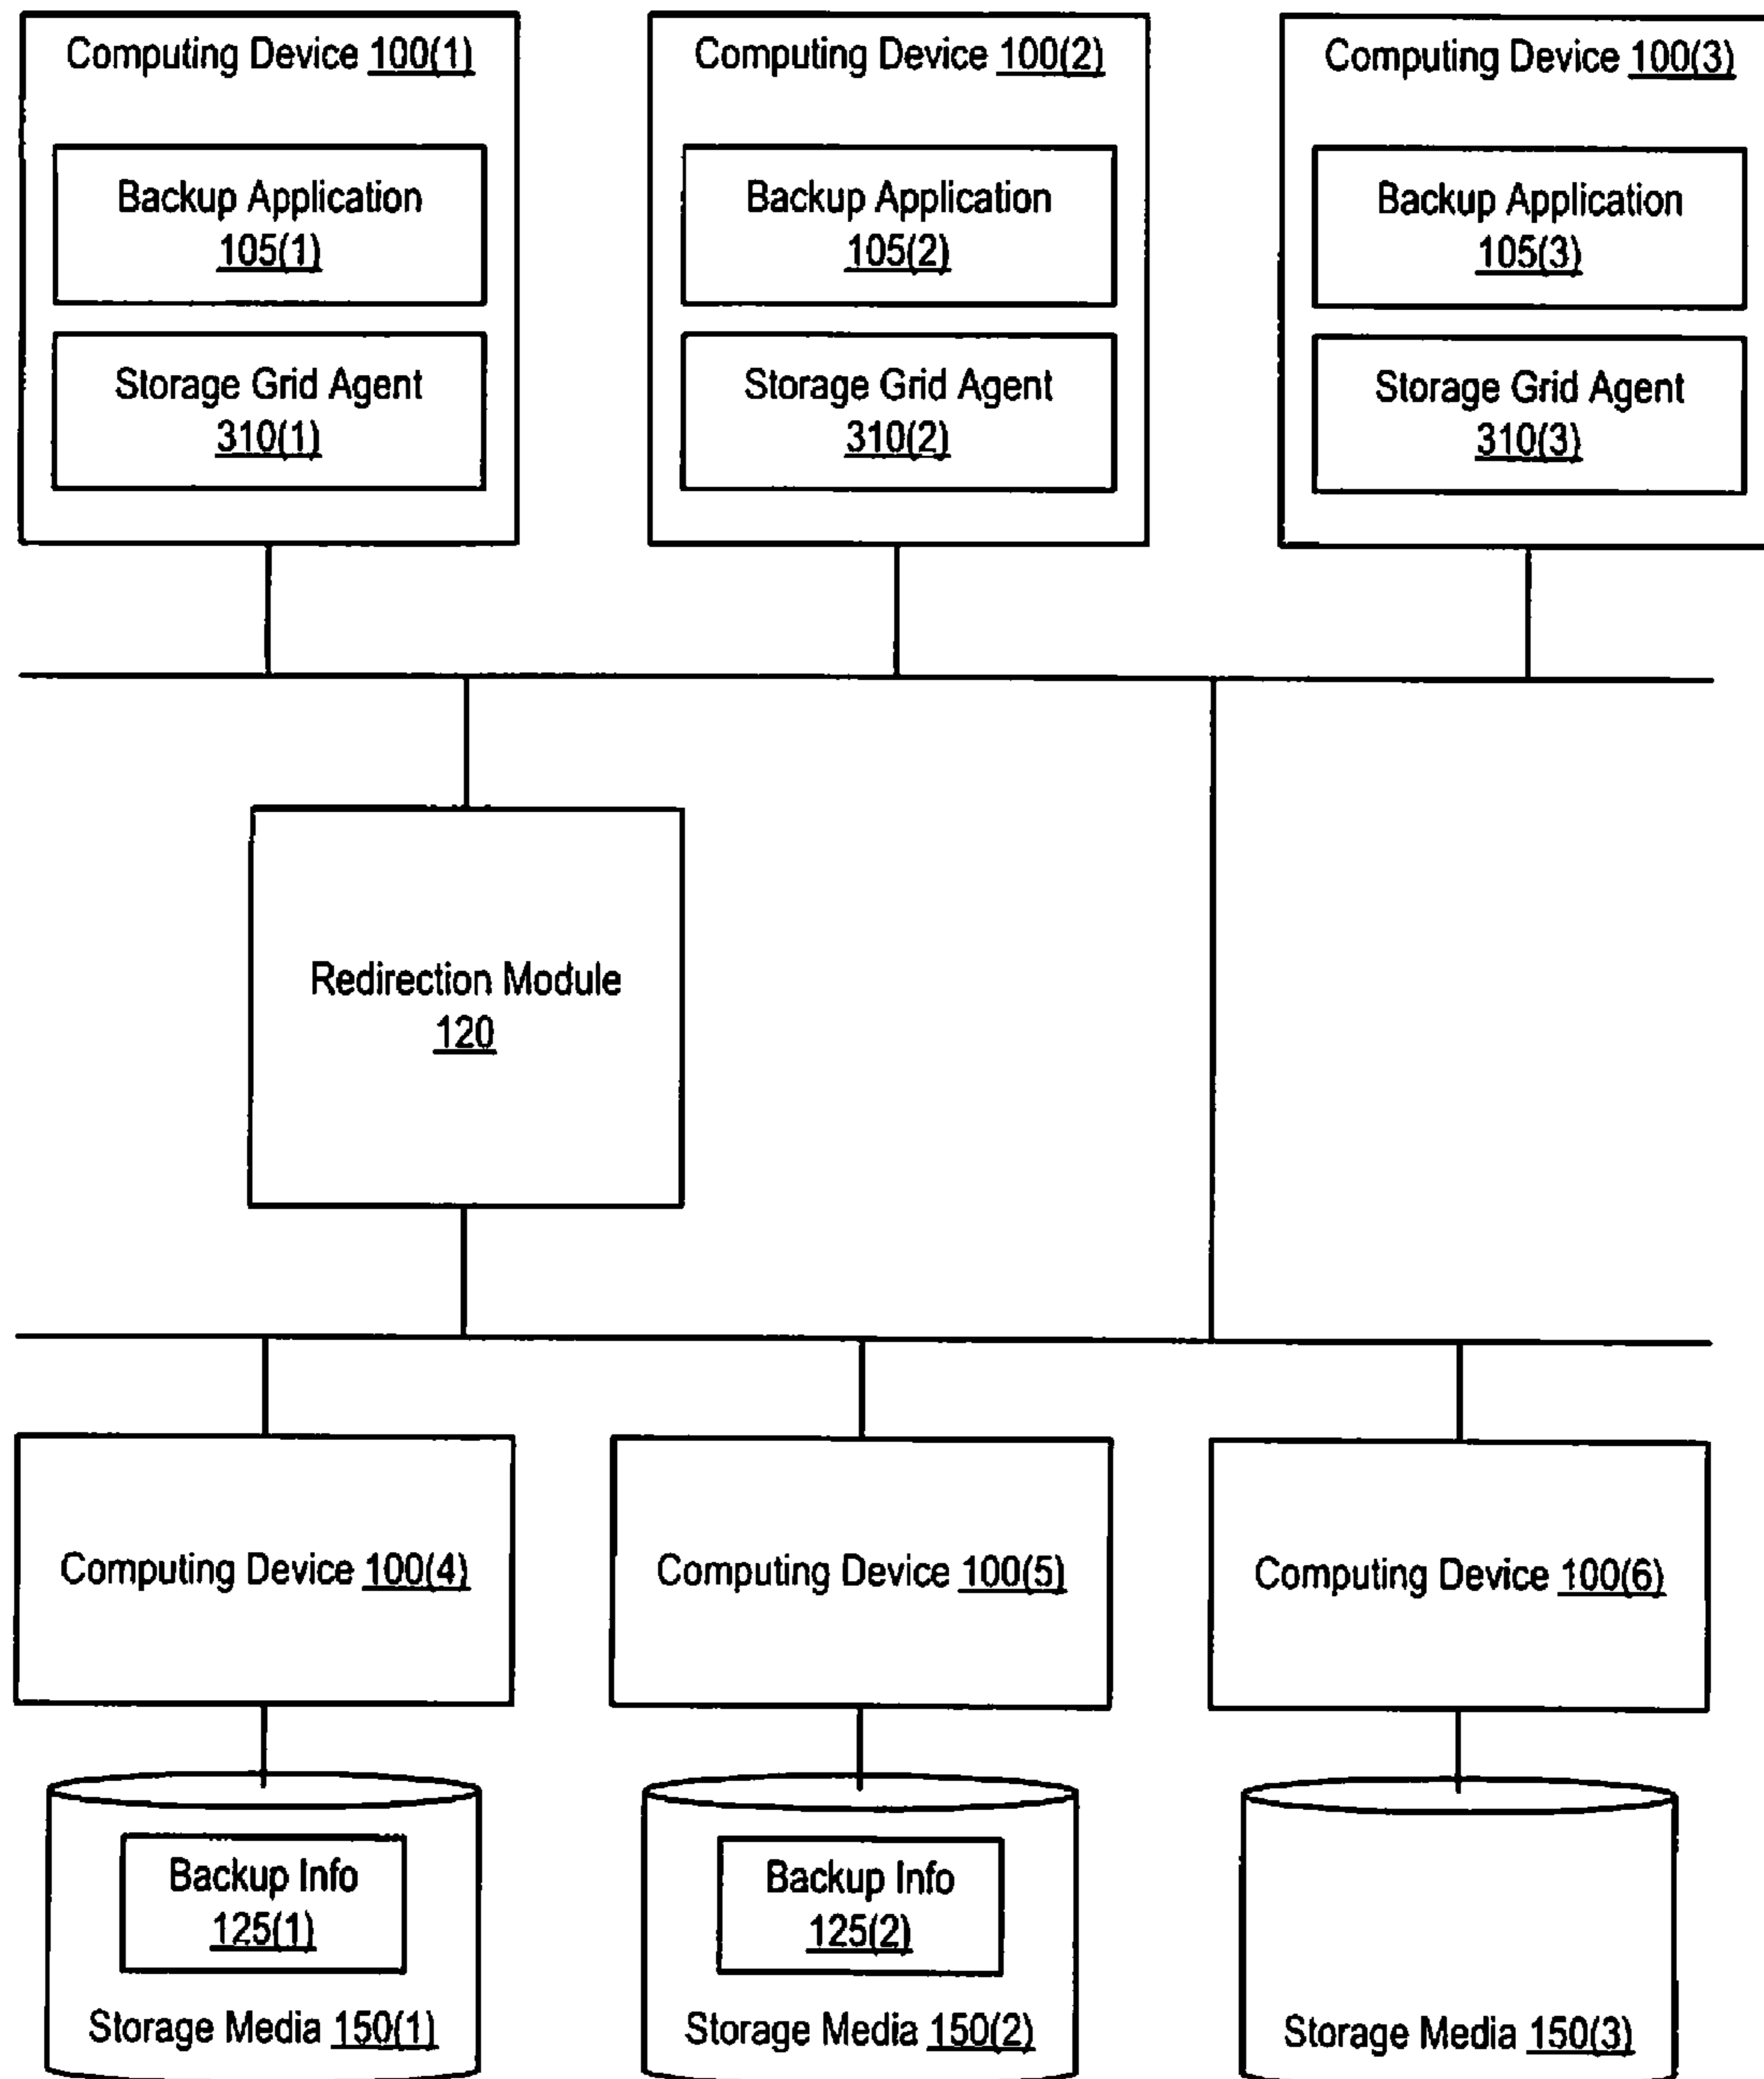 Computing Device 100(1)
Backup Application
105(1)
Storage Grid Agent
310(1)
Computing Device 100(2)
Backup Application
105(2)
Storage Grid Agent
310(2)
Computing Device 100(3)
Backup Application
105(3)
Storage Grid Agent
310(3)
Redirection Module
120
Computing Device 100(4)
Computing Device 100(5)
Computing Device 100(6)
Backup Info
125(1)
Storage Media 150(1)
Backup Info
125(2)
Storage Media 150(2)
Storage Media 150(3)